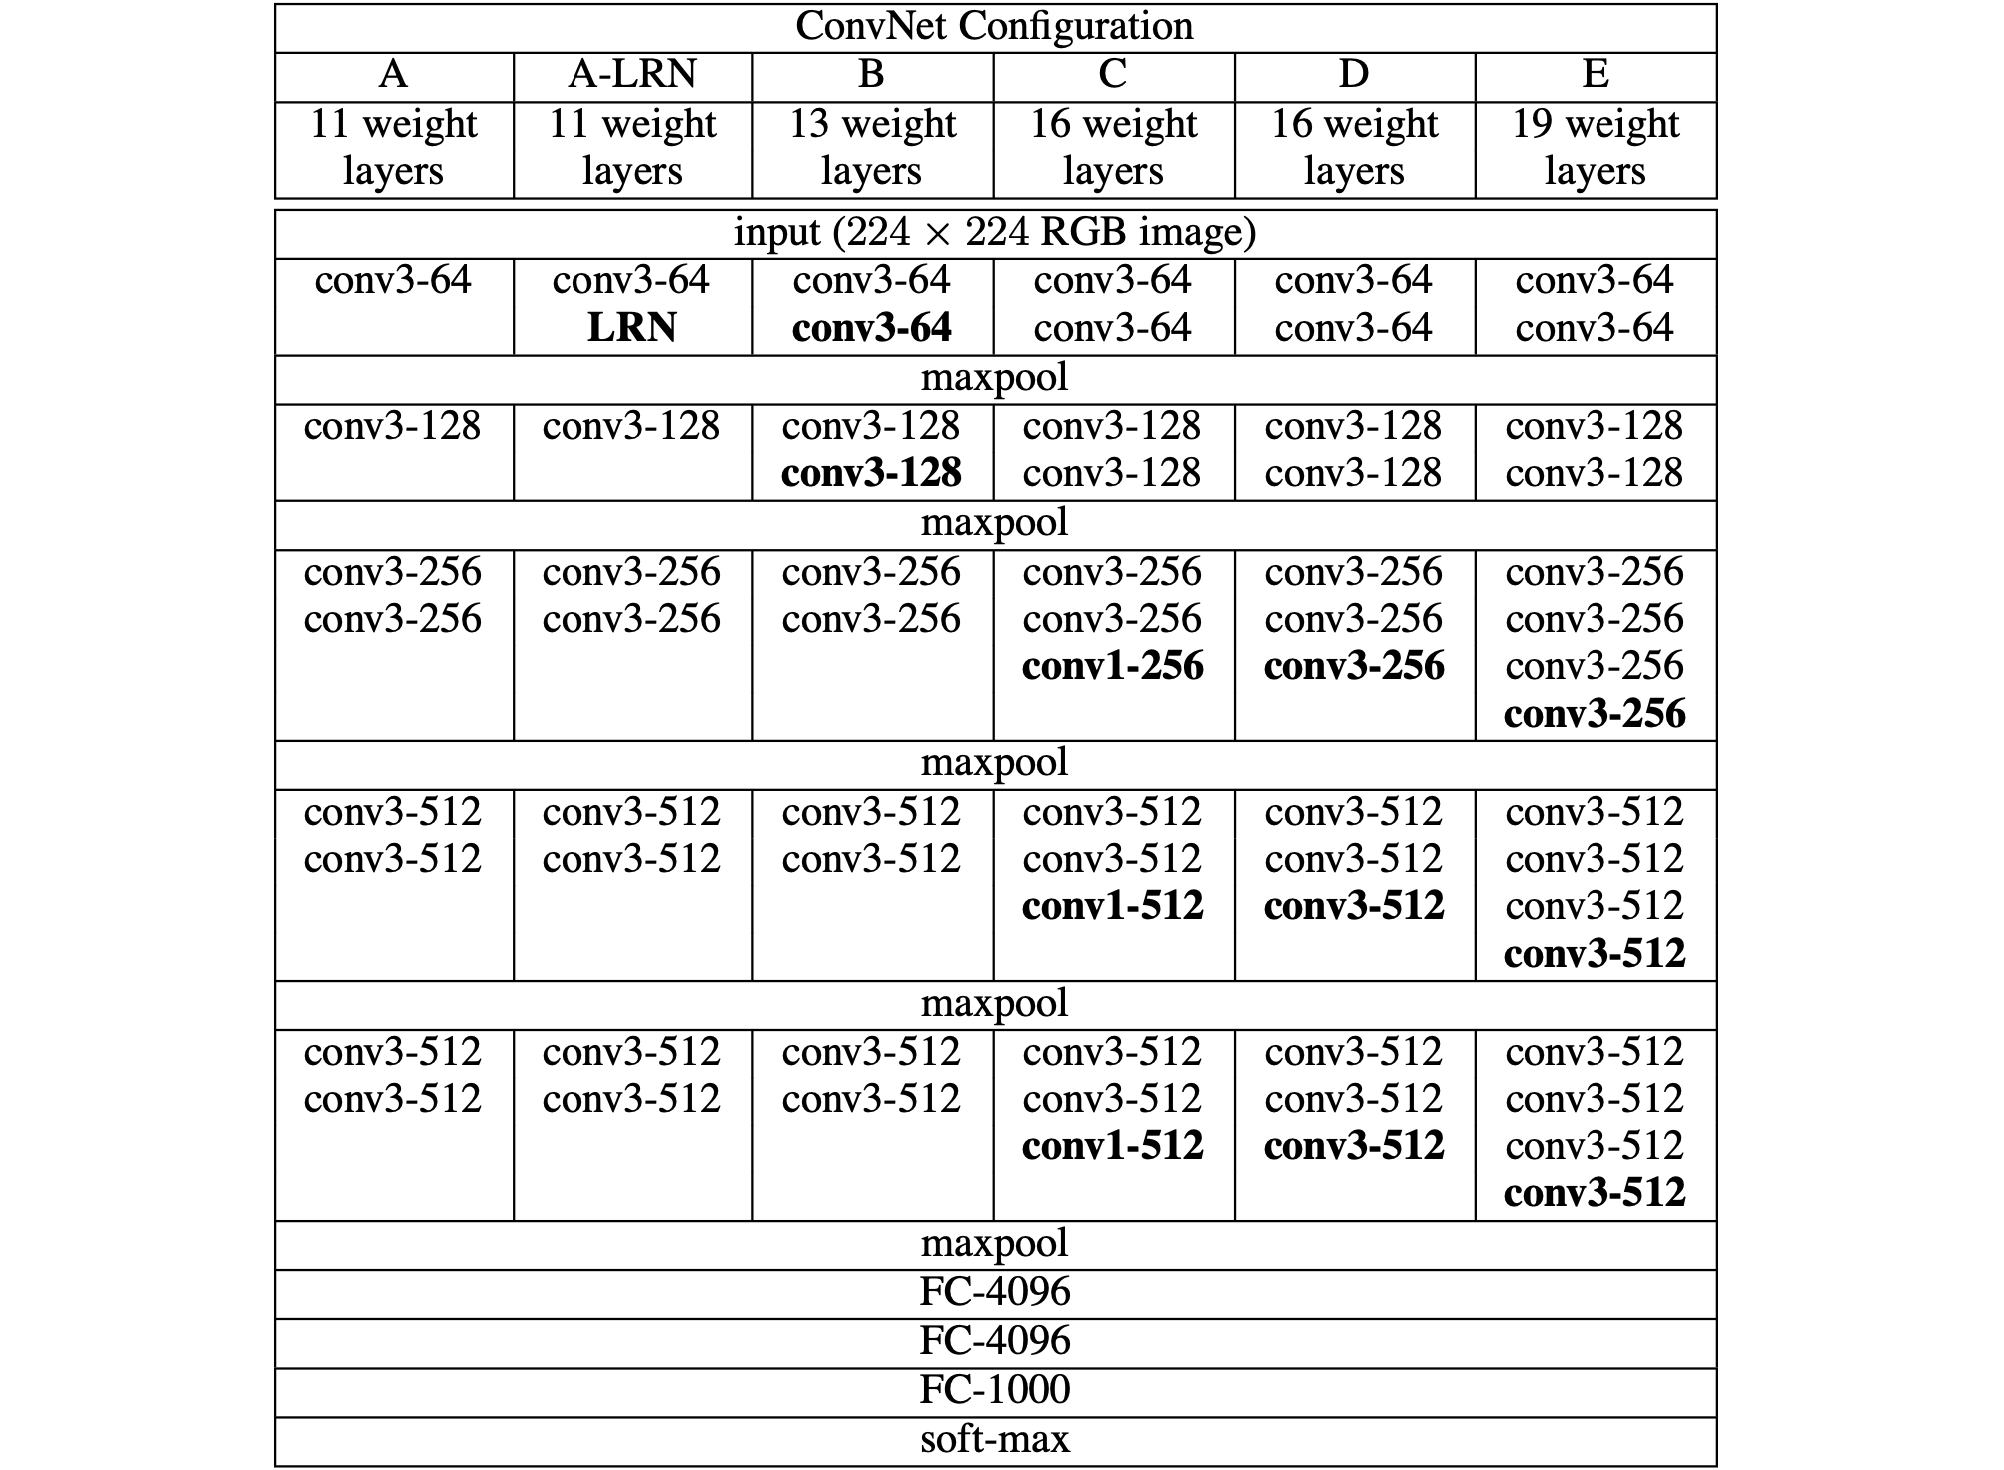 ConvNet Configuration
A A-LRN B C D E
11 weight 11 weight 13 weight 16 weight 16 weight 19 weight
layers layers layers layers layers layers
input (224 × 224 RGB image)
conv3-64 conv3-64 conv3-64 conv3-64 conv3-64 conv3-64
LRN conv3-64 conv3-64 conv3-64 conv3-64
maxpool
conv3-128 conv3-128 conv3-128 conv3-128 conv3-128 conv3-128
conv3-128 conv3-128 conv3-128 conv3-128
maxpool
conv3-256 conv3-256 conv3-256 conv3-256 conv3-256 conv3-256
conv3-256 conv3-256 conv3-256 conv3-256 conv3-256 conv3-256
conv1-256 conv3-256 conv3-256
conv3-256
maxpool
conv3-512 conv3-512 conv3-512 conv3-512 conv3-512 conv3-512
conv3-512 conv3-512 conv3-512 conv3-512 conv3-512 conv3-512
conv1-512 conv3-512 conv3-512
conv3-512
maxpool
conv3-512 conv3-512 conv3-512 conv3-512 conv3-512 conv3-512
conv3-512 conv3-512 conv3-512 conv3-512 conv3-512 conv3-512
conv1-512 conv3-512 conv3-512
conv3-512
maxpool
FC-4096
FC-4096
FC-1000
soft-max